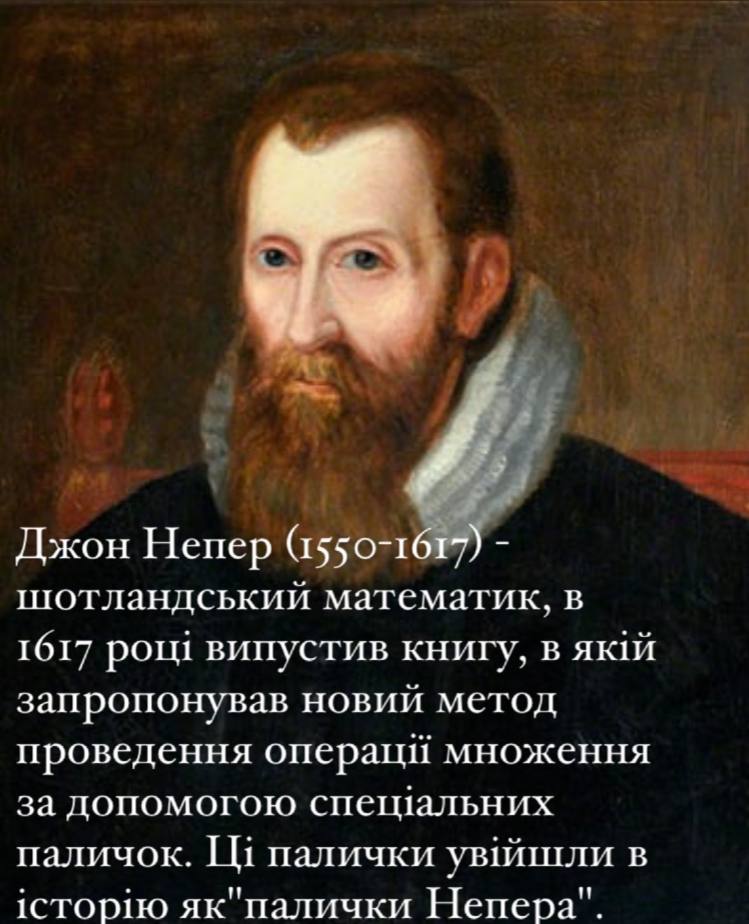 Джон Непер (1550-1617) -
шотландський математик, в
1617 році випустив книгу, в якій
запропонував новий метод
проведення операції множення
за допомогою спеціальних
паличок. Ці палички увійшли в
історію як"палички Непера".